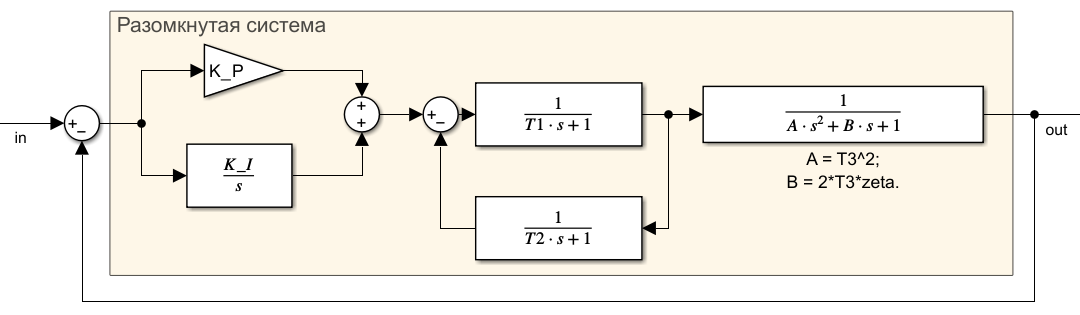 Разомкнутая система
K_P
+
−
in
K_I
s
+
+
+
−
1
T1 · s + 1
1
T2 · s + 1
1
A · s² + B · s + 1
A = T3^2;
B = 2*T3*zeta.
out